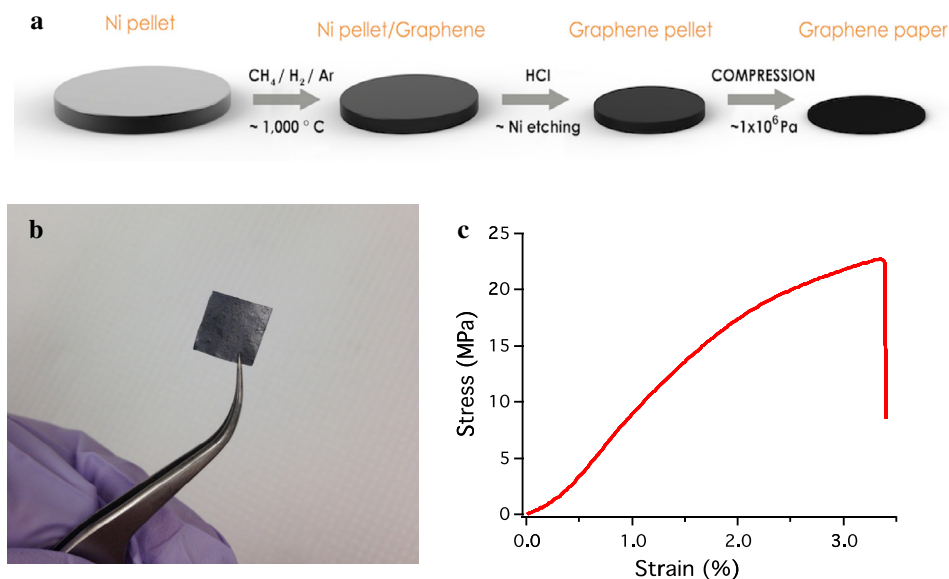 a
Ni pellet
Ni pellet/Graphene
Graphene pellet
Graphene paper
CH4 / H2 / Ar
~ 1,000 ° C
HCl
~ Ni etching
COMPRESSION
~1x10^6 Pa
b
c
25
20
15
10
5
0
Stress (MPa)
0.0 1.0 2.0 3.0
Strain (%)